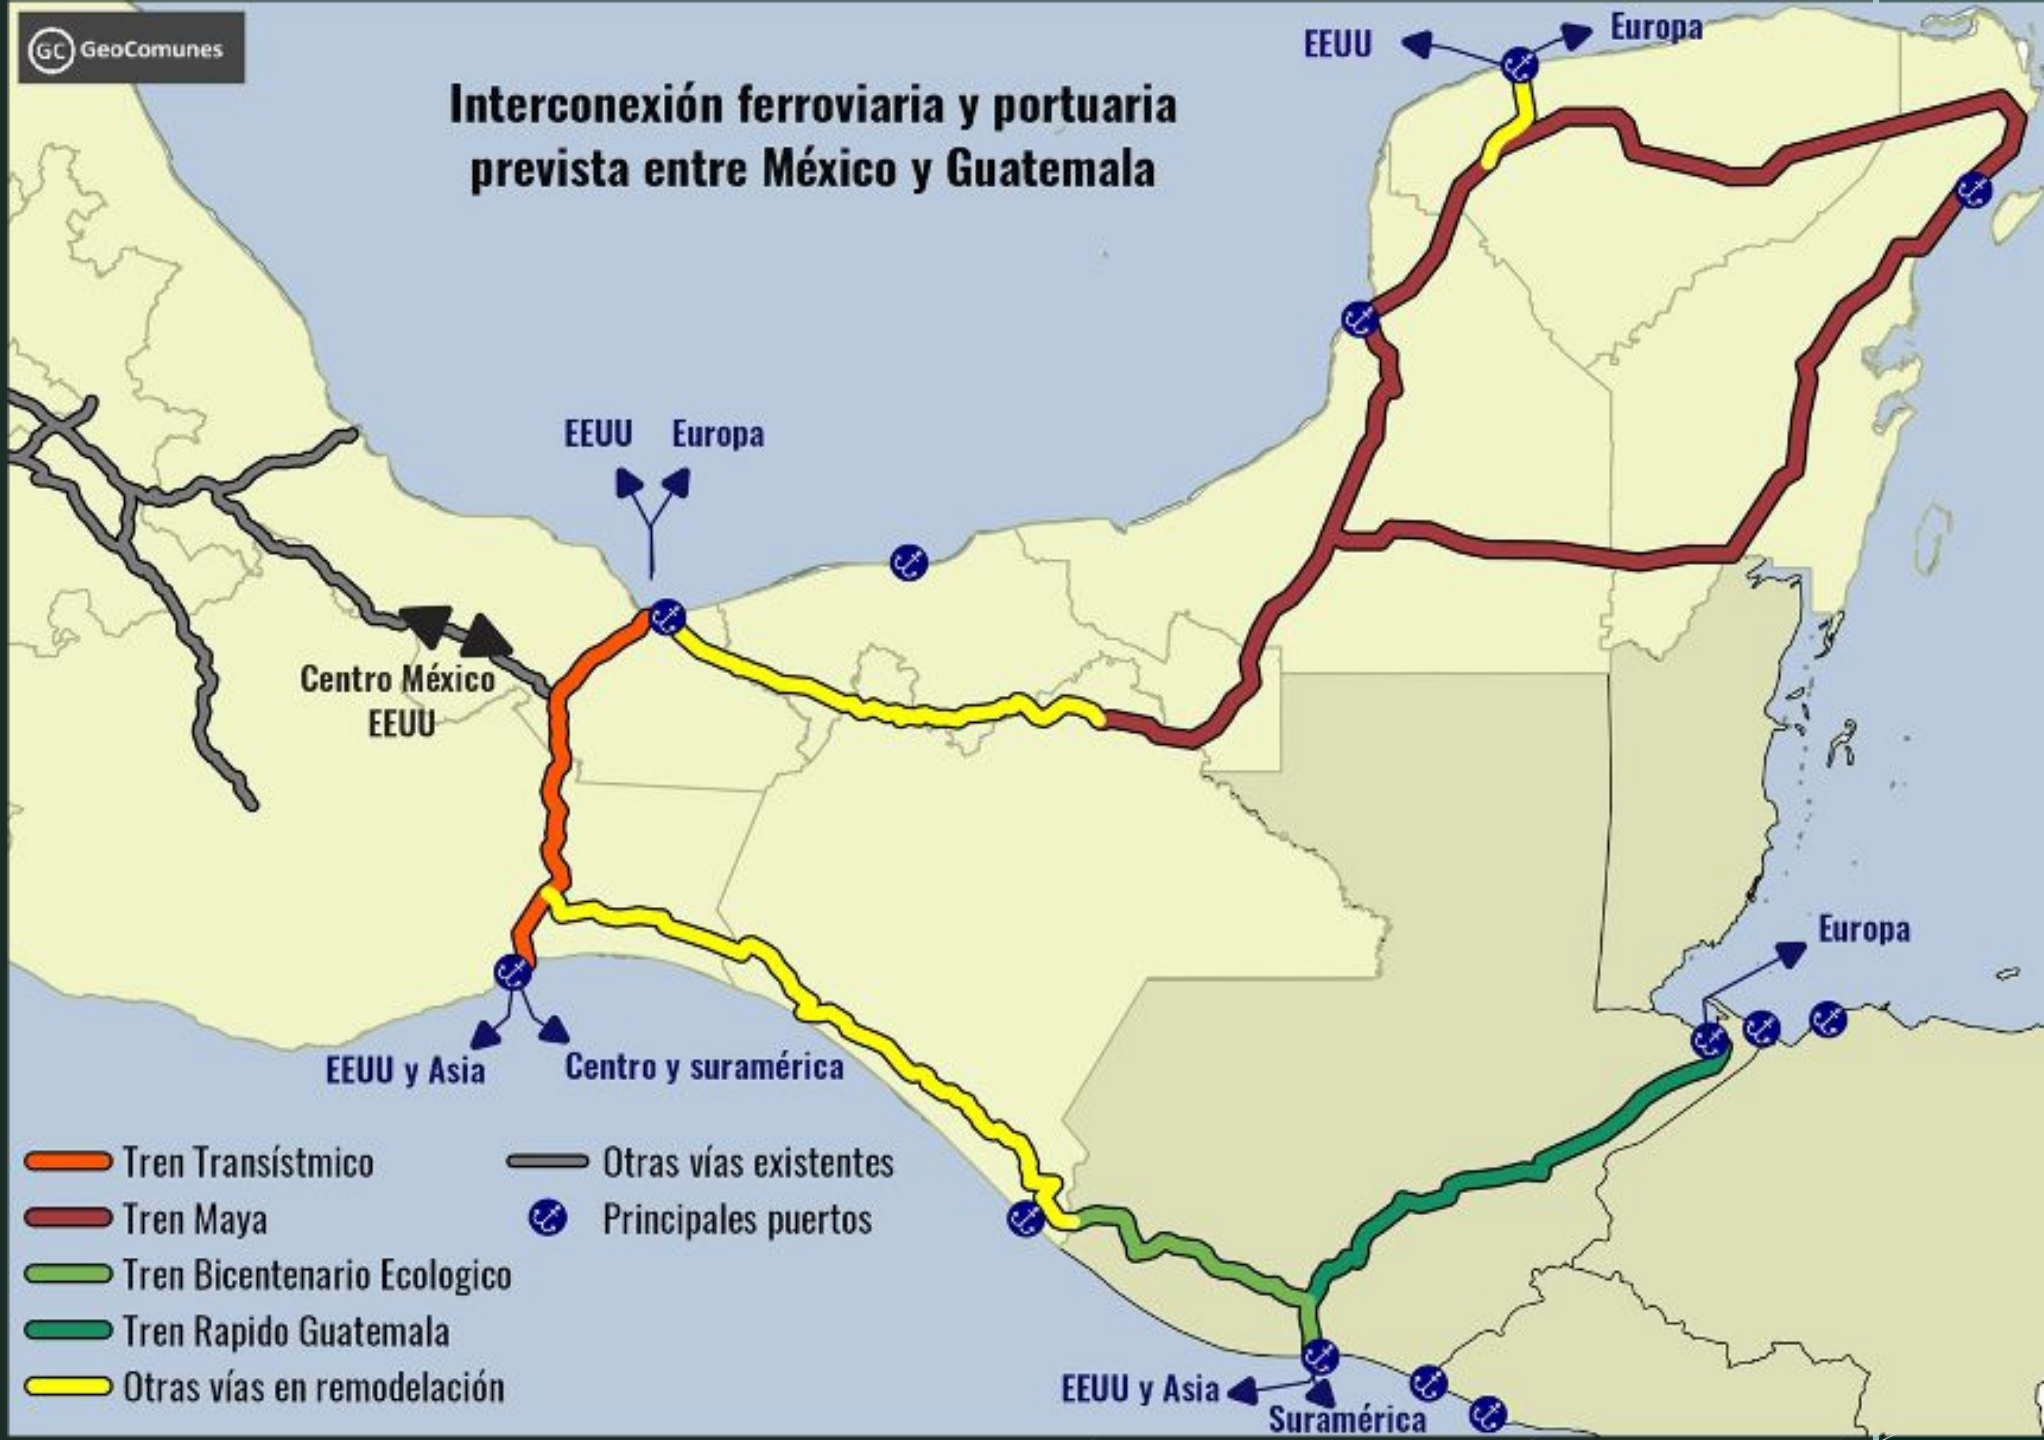 GC GeoComunes
Interconexión ferroviaria y portuaria
prevista entre México y Guatemala
EEUU
Europa
EEUU
Europa
Centro México
EEUU
Europa
EEUU y Asia
Centro y suramérica
EEUU y Asia
Suramérica
Tren Transístmico
Tren Maya
Tren Bicentenario Ecologico
Tren Rapido Guatemala
Otras vías en remodelación
Otras vías existentes
Principales puertos